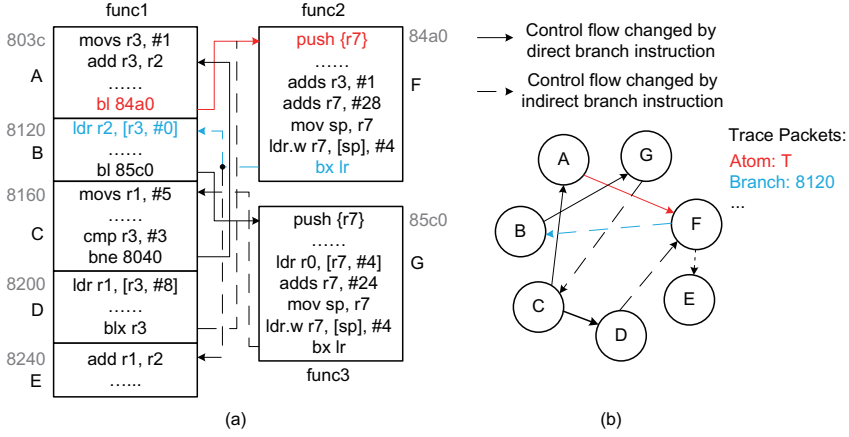 func1
803c
movs r3, #1
add r3, r2
......
bl 84a0
A
8120
ldr r2, [r3, #0]
......
bl 85c0
B
8160
movs r1, #5
......
cmp r3, #3
bne 8040
C
8200
ldr r1, [r3, #8]
......
blx r3
D
8240
add r1, r2
......
E
func2
84a0
push {r7}
......
adds r3, #1
adds r7, #28
mov sp, r7
ldr.w r7, [sp], #4
bx lr
F
85c0
push {r7}
......
ldr r0, [r7, #4]
adds r7, #24
mov sp, r7
ldr.w r7, [sp], #4
bx lr
G
func3
(a)
Control flow changed by
direct branch instruction
Control flow changed by
indirect branch instruction
Trace Packets:
Atom: T
Branch: 8120
...
A
G
B
F
C
D
E
(b)